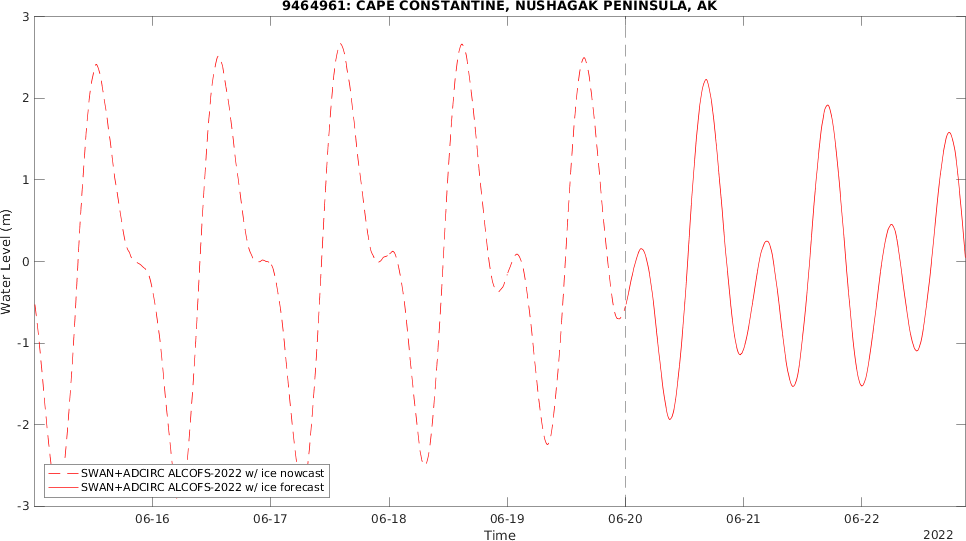 9464961: CAPE CONSTANTINE, NUSHAGAK PENINSULA, AK
Water Level (m)
3
2
1
0
-1
-2
-3
SWAN+ADCIRC ALCOFS-2022 w/ ice nowcast
SWAN+ADCIRC ALCOFS-2022 w/ ice forecast
06-16 06-17 06-18 06-19 06-20 06-21 06-22
Time
2022